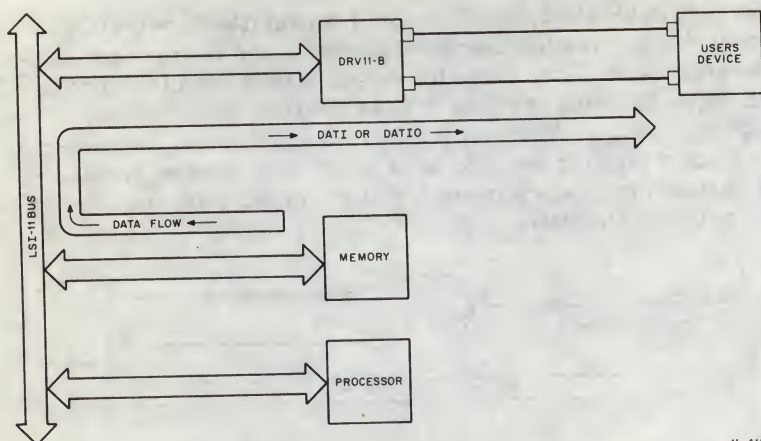 DRV11-B
USERS
DEVICE
DATI OR DATIO
LSI-11 BUS
DATA FLOW
MEMORY
PROCESSOR